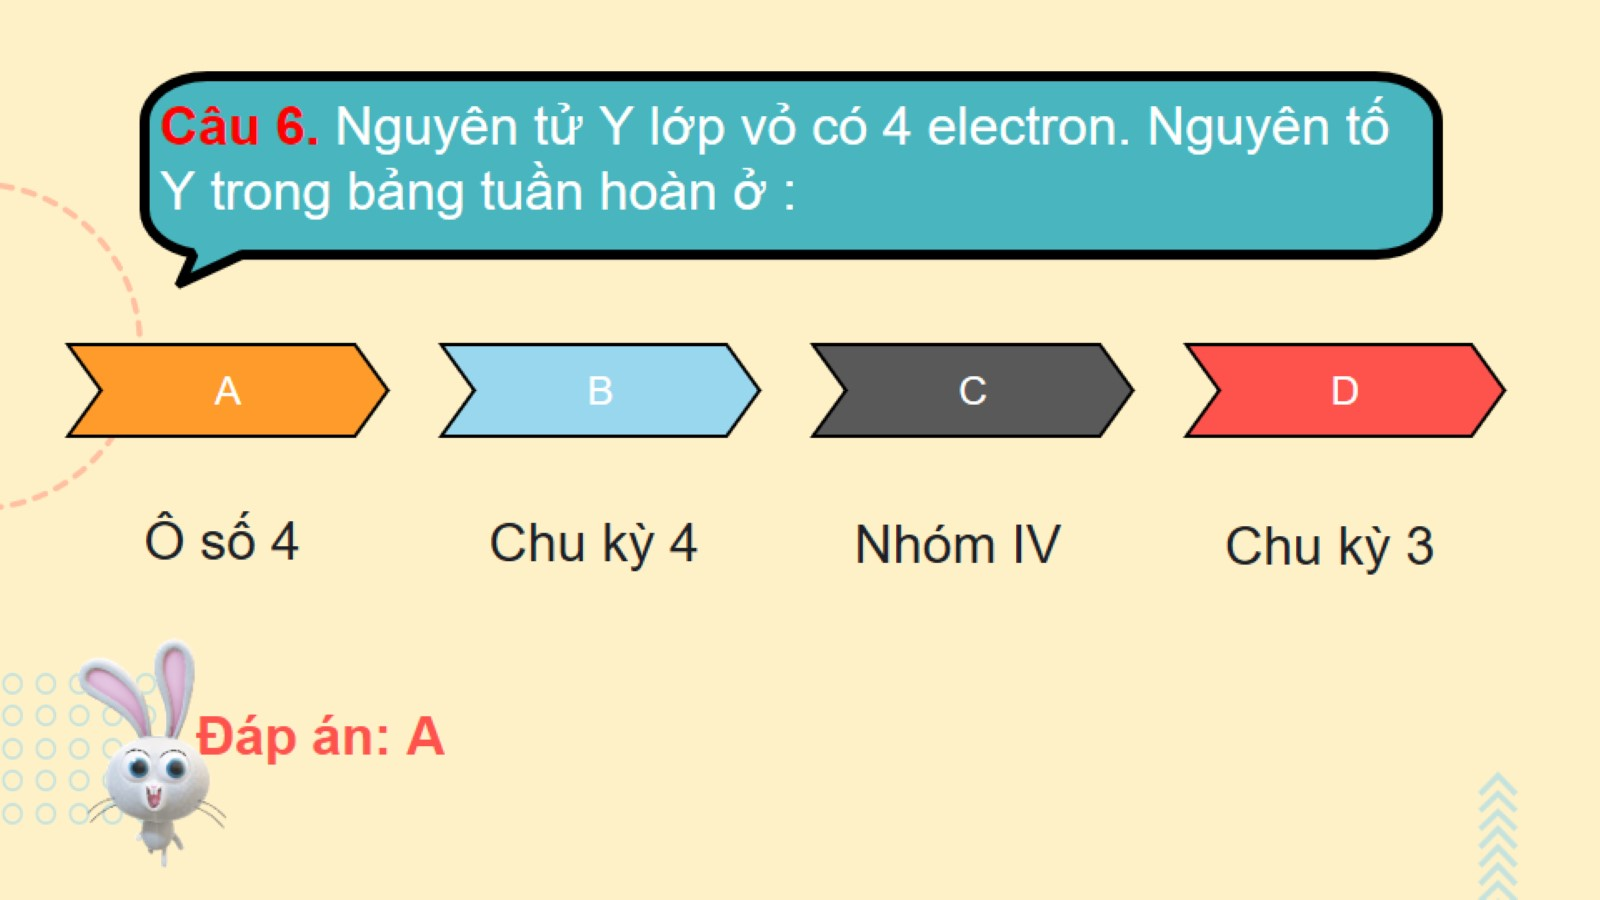 Câu 6. Nguyên tử Y lớp vỏ có 4 electron. Nguyên tố
Y trong bảng tuần hoàn ở :
A
B
C
D
Ô số 4
Chu kỳ 4
Nhóm IV
Chu kỳ 3
Đáp án: A